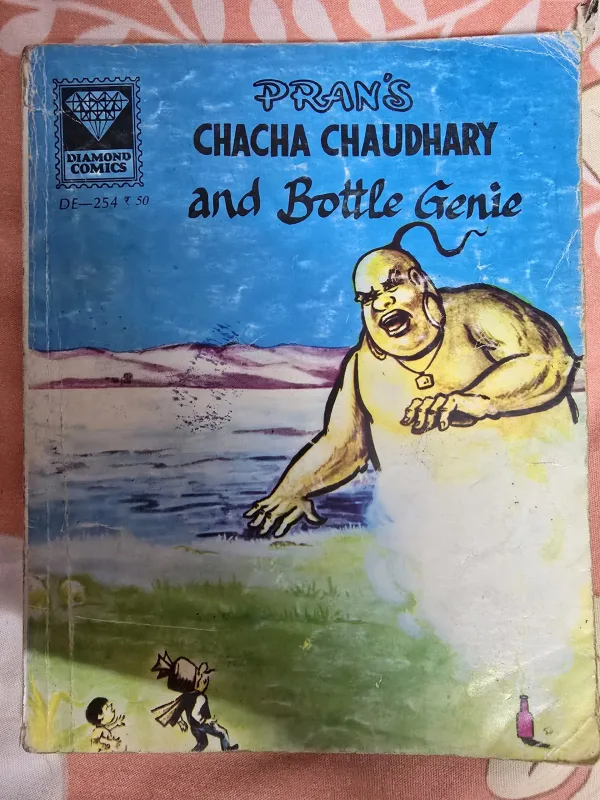 PRAN'S
CHACHA CHAUDHARY
and Bottle Genie
DIAMOND
COMICS
DE—254 ₹ 50